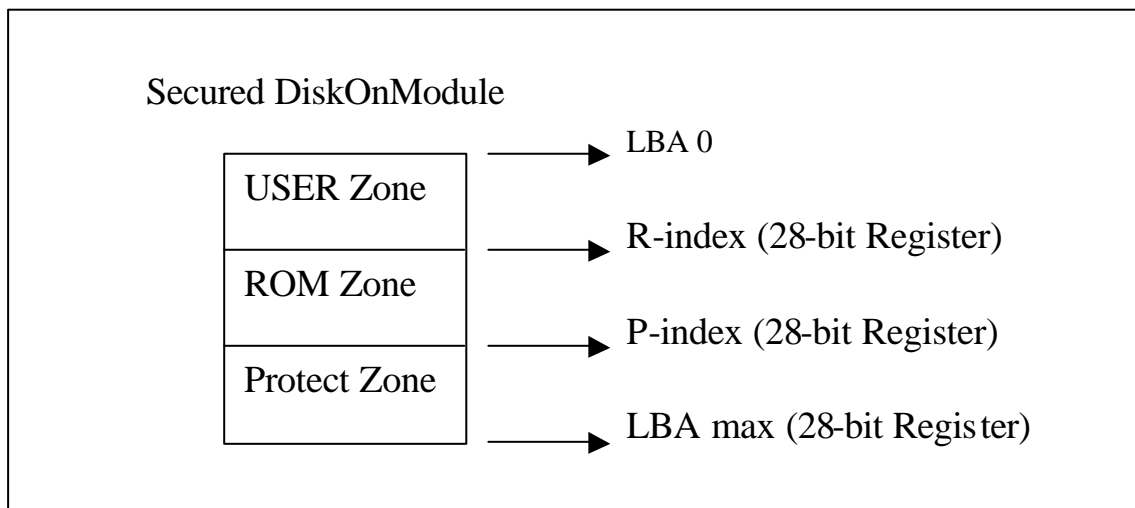 Secured DiskOnModule
LBA 0
USER Zone
R-index (28-bit Register)
ROM Zone
P-index (28-bit Register)
Protect Zone
LBA max (28-bit Register)